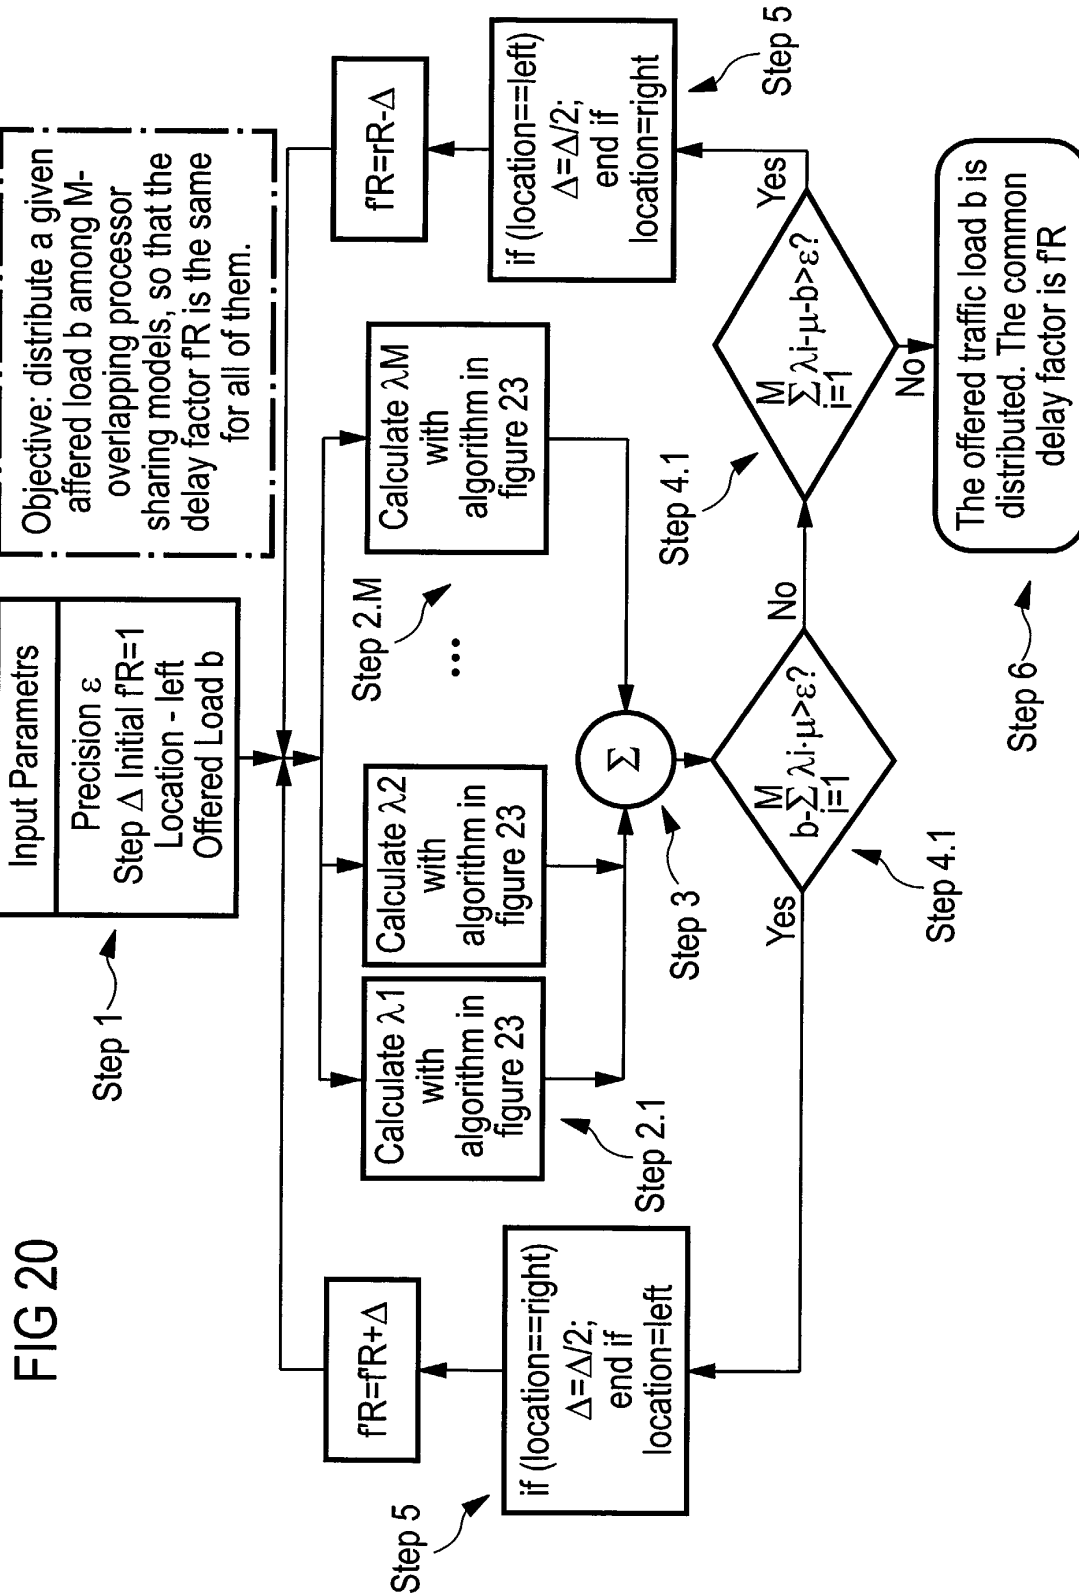 FIG 20
Step 1
Input Parametrs
Precision ε
Step Δ Initial f'R=1
Location - left
Offered Load b
Objective: distribute a given
affered load b among M-
overlapping processor
sharing models, so that the
delay factor f'R is the same
for all of them.
f'R=f'R+Δ
f'R=rR-Δ
Step 5
if (location==right)
Δ=Δ/2;
end if
location=left
Calculate λ1
with
algorithm in
figure 23
Step 2.1
Calculate λ2
with
algorithm in
figure 23
...
Step 2.M
Calculate λM
with
algorithm in
figure 23
if (location==left)
Δ=Δ/2;
end if
location=right
Step 5
Σ
Step 3
Yes
M
b-Σ λi·μ>ε?
i=1
No
Step 4.1
Step 4.1
M
Σ λi-μ-b>ε?
i=1
Yes
No
Step 6
The offered traffic load b is
distributed. The common
delay factor is f'R